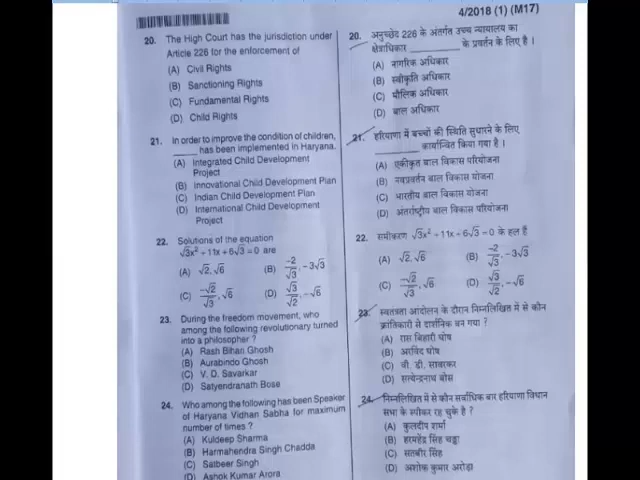 4/2018 (1) (M17)
20. The High Court has the jurisdiction under
Article 226 for the enforcement of
(A) Civil Rights
(B) Sanctioning Rights
(C) Fundamental Rights
(D) Child Rights
21. In order to improve the condition of children,
_____ has been implemented in Haryana.
(A) Integrated Child Development
Project
(B) Innovational Child Development Plan
(C) Indian Child Development Plan
(D) International Child Development
Project
22. Solutions of the equation
√3x² + 11x + 6√3 = 0 are
(A) √2, √6 (B) -2/√3, -3√3
(C) -√2/√3, √6 (D) √3/√2, -√6
23. During the freedom movement, who
among the following revolutionary turned
into a philosopher ?
(A) Rash Bihari Ghosh
(B) Aurabindo Ghosh
(C) V. D. Savarkar
(D) Satyendranath Bose
24. Who among the following has been Speaker
of Haryana Vidhan Sabha for maximum
number of times ?
(A) Kuldeep Sharma
(B) Harmahendra Singh Chadda
(C) Satbeer Singh
(D) Ashok Kumar Arora
20. अनुच्छेद 226 के अंतर्गत उच्च न्यायालय का
क्षेत्राधिकार _____ के प्रवर्तन के लिए है ।
(A) नागरिक अधिकार
(B) स्वीकृति अधिकार
(C) मौलिक अधिकार
(D) बाल अधिकार
21. हरियाणा में बच्चों की स्थिति सुधारने के लिए
_____ कार्यान्वित किया गया है ।
(A) एकीकृत बाल विकास परियोजना
(B) नवप्रवर्तन बाल विकास योजना
(C) भारतीय बाल विकास योजना
(D) अंतर्राष्ट्रीय बाल विकास परियोजना
22. समीकरण √3x² + 11x + 6√3 = 0 के हल हैं
(A) √2, √6 (B) -2/√3, -3√3
(C) -√2/√3, √6 (D) √3/√2, -√6
23. स्वतंत्रता आंदोलन के दौरान निम्नलिखित में से कौन
क्रांतिकारी से दार्शनिक बन गया ?
(A) रास बिहारी घोष
(B) अरविंद घोष
(C) वी. डी. सावरकर
(D) सत्येन्द्रनाथ बोस
24. निम्नलिखित में से कौन सर्वाधिक बार हरियाणा विधान
सभा के स्पीकर रह चुके है ?
(A) कुलदीप शर्मा
(B) हरमहेंद्र सिंह चड्ढा
(C) सतबीर सिंह
(D) अशोक कुमार अरोड़ा